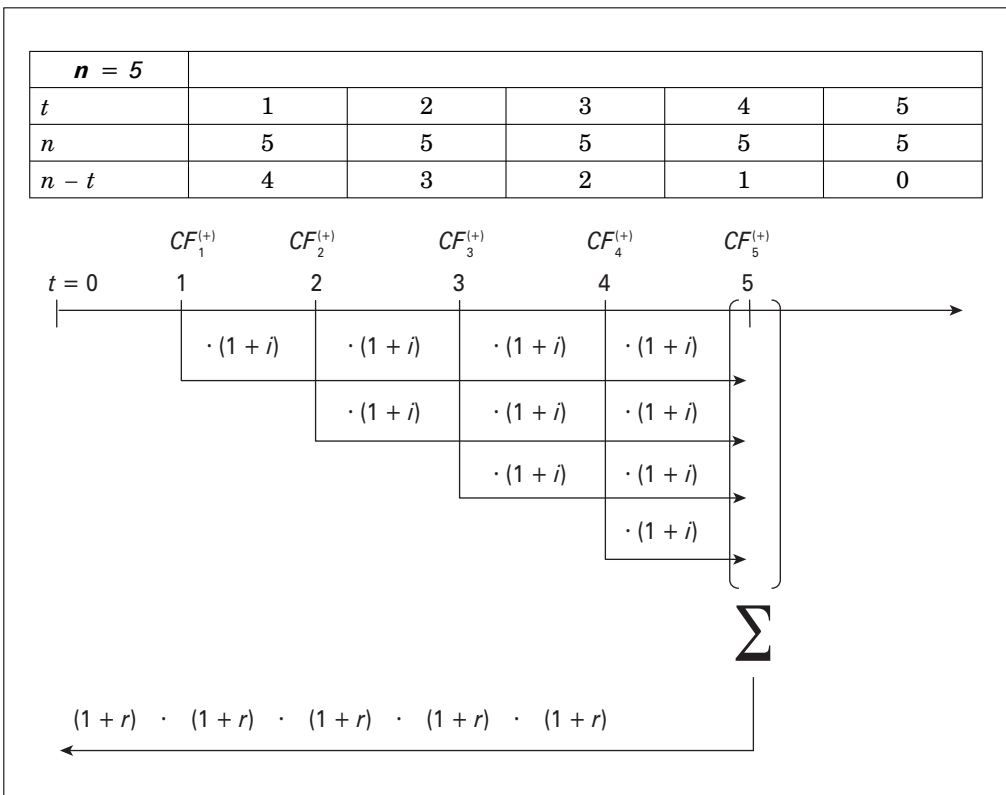 n = 5
t 1 2 3 4 5
n 5 5 5 5 5
n – t 4 3 2 1 0
CF₁⁽⁺⁾ CF₂⁽⁺⁾ CF₃⁽⁺⁾ CF₄⁽⁺⁾ CF₅⁽⁺⁾
t = 0 1 2 3 4 5
· (1 + i) · (1 + i) · (1 + i) · (1 + i)
· (1 + i) · (1 + i) · (1 + i)
· (1 + i) · (1 + i)
· (1 + i)
Σ
(1 + r) · (1 + r) · (1 + r) · (1 + r) · (1 + r)